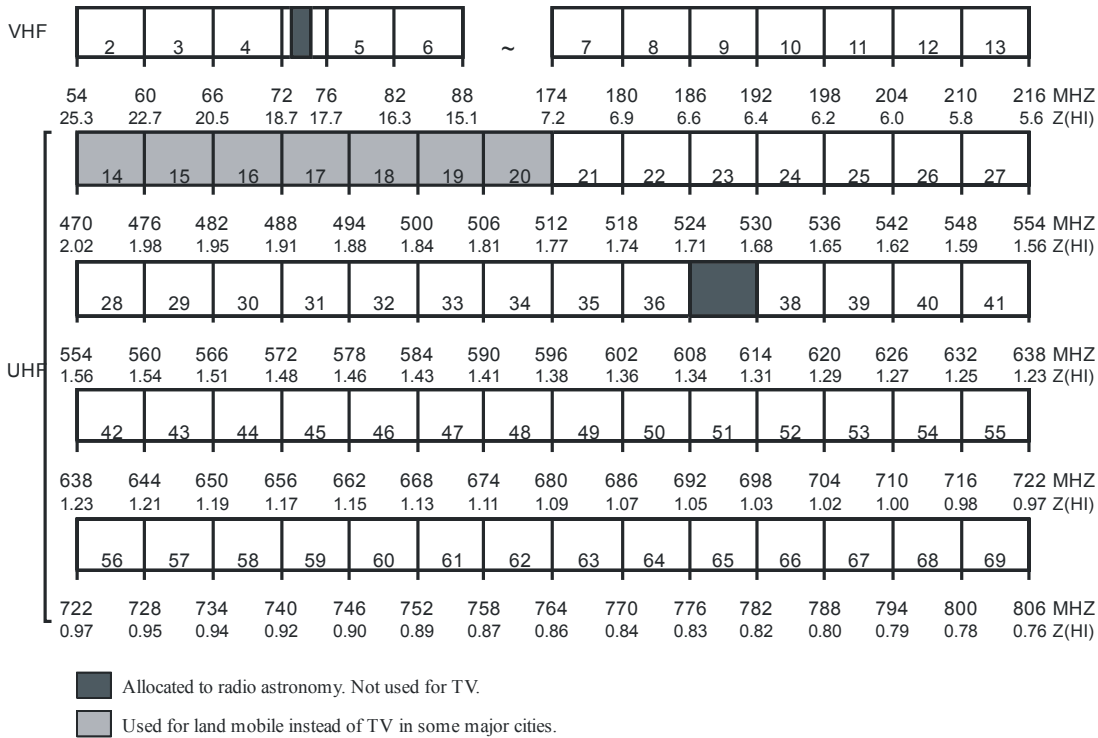 VHF
2 3 4 5 6 ~ 7 8 9 10 11 12 13
54 60 66 72 76 82 88 174 180 186 192 198 204 210 216 MHZ
25.3 22.7 20.5 18.7 17.7 16.3 15.1 7.2 6.9 6.6 6.4 6.2 6.0 5.8 5.6 Z(HI)
14 15 16 17 18 19 20 21 22 23 24 25 26 27
470 476 482 488 494 500 506 512 518 524 530 536 542 548 554 MHZ
2.02 1.98 1.95 1.91 1.88 1.84 1.81 1.77 1.74 1.71 1.68 1.65 1.62 1.59 1.56 Z(HI)
28 29 30 31 32 33 34 35 36 38 39 40 41
554 560 566 572 578 584 590 596 602 608 614 620 626 632 638 MHZ
UHF
1.56 1.54 1.51 1.48 1.46 1.43 1.41 1.38 1.36 1.34 1.31 1.29 1.27 1.25 1.23 Z(HI)
42 43 44 45 46 47 48 49 50 51 52 53 54 55
638 644 650 656 662 668 674 680 686 692 698 704 710 716 722 MHZ
1.23 1.21 1.19 1.17 1.15 1.13 1.11 1.09 1.07 1.05 1.03 1.02 1.00 0.98 0.97 Z(HI)
56 57 58 59 60 61 62 63 64 65 66 67 68 69
722 728 734 740 746 752 758 764 770 776 782 788 794 800 806 MHZ
0.97 0.95 0.94 0.92 0.90 0.89 0.87 0.86 0.84 0.83 0.82 0.80 0.79 0.78 0.76 Z(HI)
Allocated to radio astronomy. Not used for TV.
Used for land mobile instead of TV in some major cities.